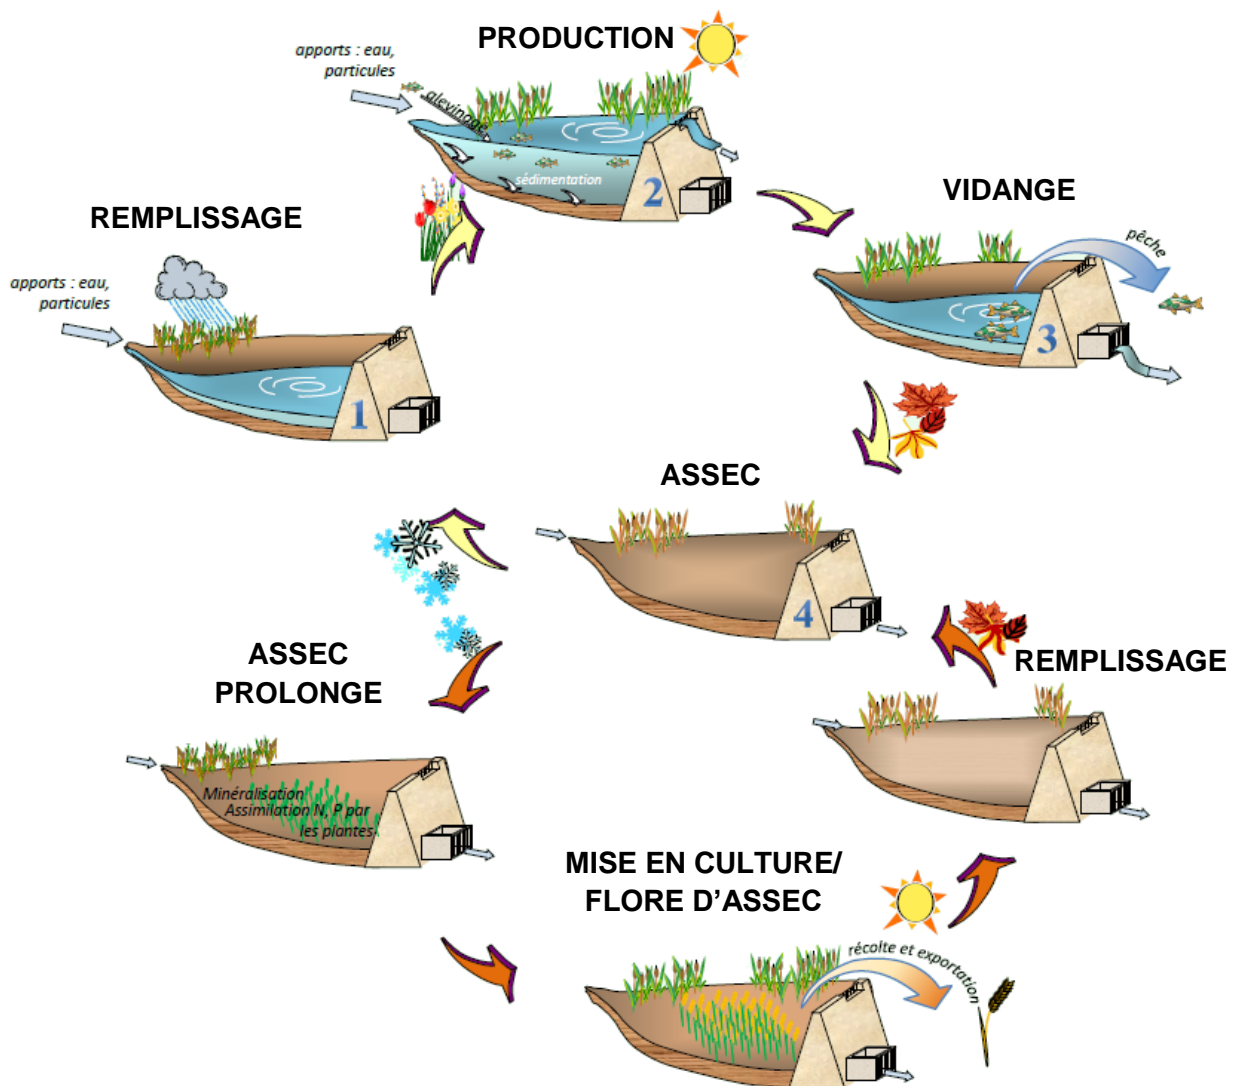 PRODUCTION
apports : eau,
particules
alevinage
sédimentation
2
VIDANGE
pêche
3
REMPLISSAGE
apports : eau,
particules
1
ASSEC
4
ASSEC
PROLONGE
Minéralisation
Assimilation N, P par
les plantes
REMPLISSAGE
MISE EN CULTURE/
FLORE D’ASSEC
récolte et exportation